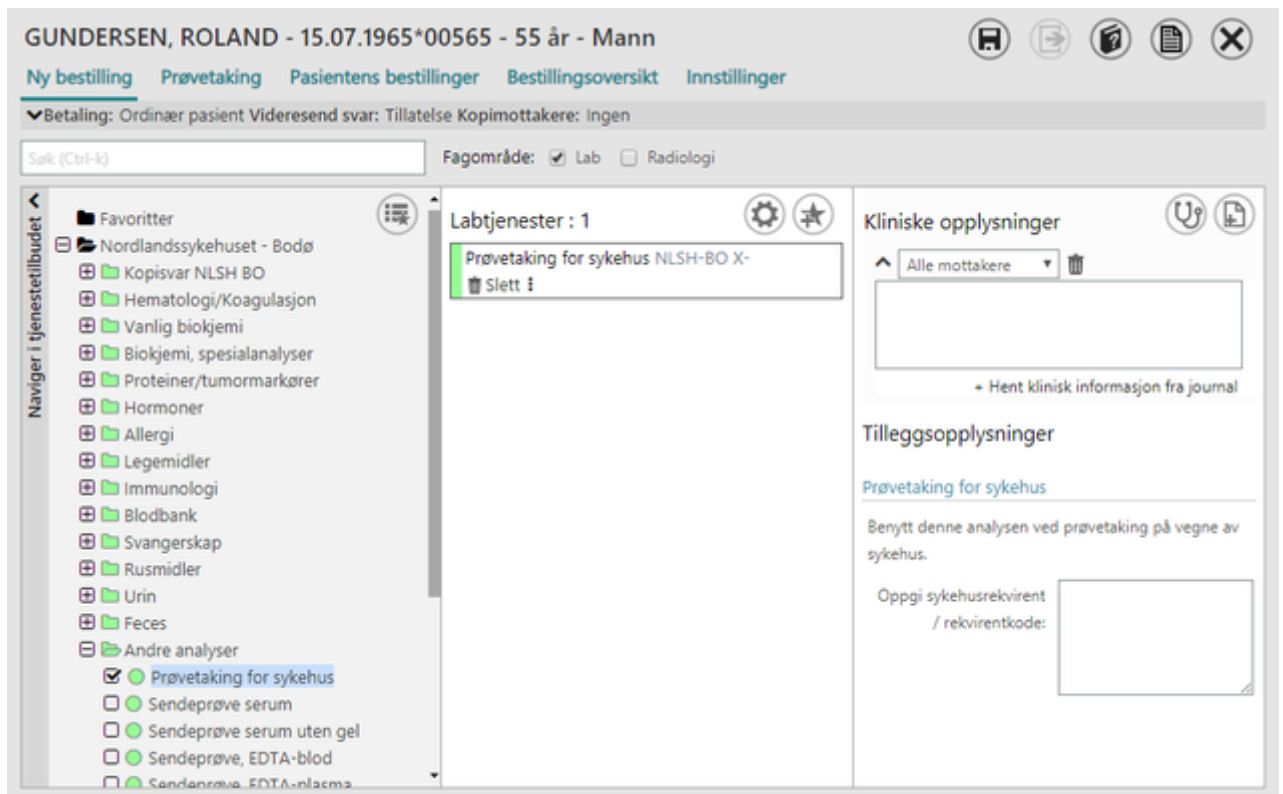 GUNDERSEN, ROLAND - 15.07.1965*00565 - 55 år - Mann
Ny bestilling Prøvetaking Pasientens bestillinger Bestillingsoversikt Innstillinger
Betaling: Ordinær pasient Videresend svar: Tillatelse Kopimottakere: Ingen
Søk (Ctrl-k)
Fagområde: Lab Radiologi
Naviger i tjenestetilbudet
Favoritter
Nordlandssykehuset - Bodø
Kopisvar NLSH BO
Hematologi/Koagulasjon
Vanlig biokjemi
Biokjemi, spesialanalyser
Proteiner/tumormarkører
Hormoner
Allergi
Legemidler
Immunologi
Blodbank
Svangerskap
Rusmidler
Urin
Feces
Andre analyser
Prøvetaking for sykehus
Sendeprøve serum
Sendeprøve serum uten gel
Sendeprøve, EDTA-blod
Sendeprøve, EDTA-plasma
Labtjenester : 1
Prøvetaking for sykehus NLSH-BO X-
Slett
Kliniske opplysninger
Alle mottakere
+ Hent klinisk informasjon fra journal
Tilleggsopplysninger
Prøvetaking for sykehus
Benytt denne analysen ved prøvetaking på vegne av
sykehus.
Oppgi sykehusrekvirent
/ rekvirentkode: